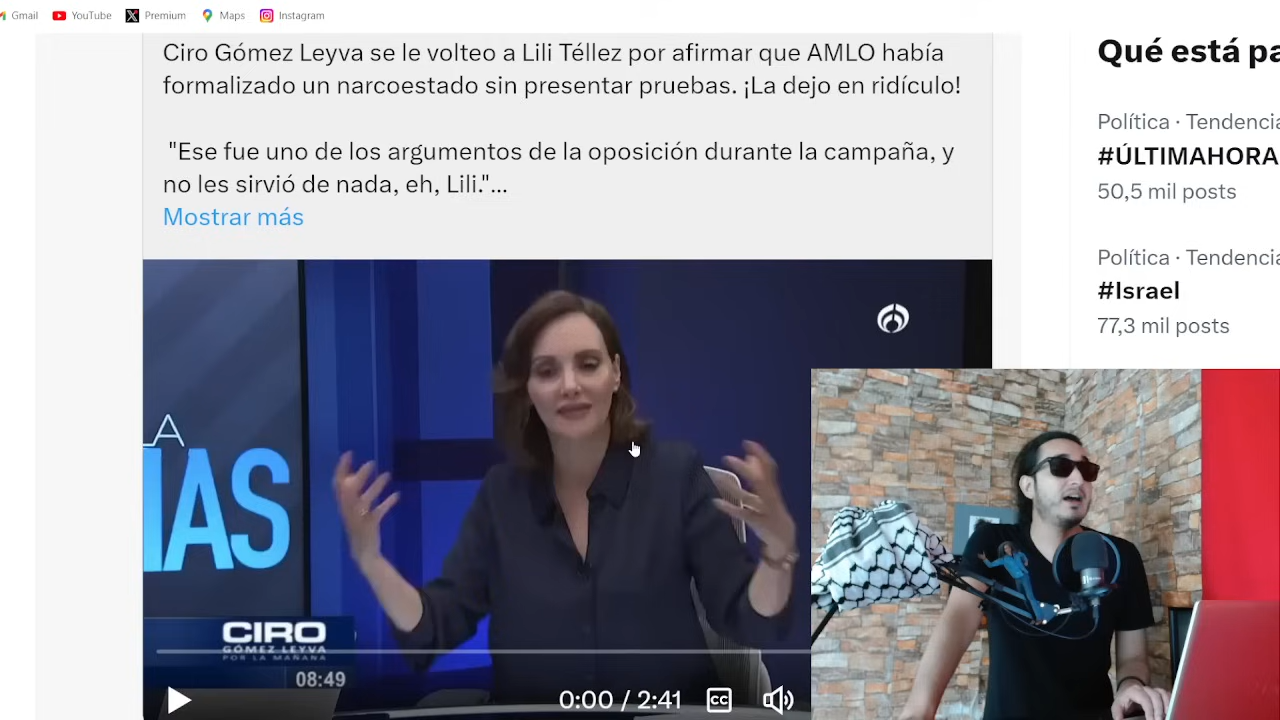 Gmail
YouTube
Premium
Maps
Instagram
Ciro Gómez Leyva se le volteo a Lili Téllez por afirmar que AMLO había
formalizado un narcoestado sin presentar pruebas. ¡La dejo en ridículo!
"Ese fue uno de los argumentos de la oposición durante la campaña, y
no les sirvió de nada, eh, Lili."...
Mostrar más
LA
IAS
CIRO
GÓMEZ LEYVA
POR LA MAÑANA
08:49
0:00 / 2:41
CC
Qué está pa
Política · Tendencia
#ÚLTIMAHORA
50,5 mil posts
Política · Tendencia
#Israel
77,3 mil posts